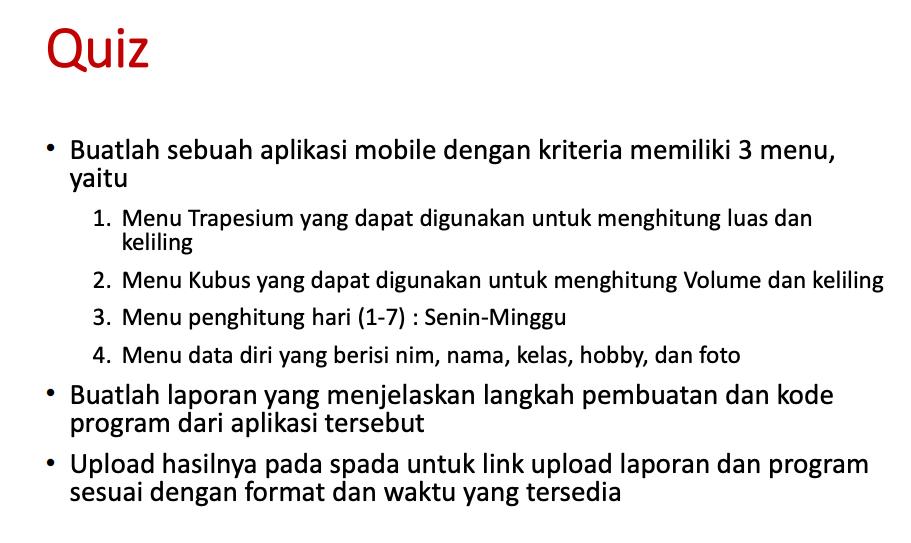 Quiz
• Buatlah sebuah aplikasi mobile dengan kriteria memiliki 3 menu,
yaitu
1. Menu Trapesium yang dapat digunakan untuk menghitung luas dan
keliling
2. Menu Kubus yang dapat digunakan untuk menghitung Volume dan keliling
3. Menu penghitung hari (1-7) : Senin-Minggu
4. Menu data diri yang berisi nim, nama, kelas, hobby, dan foto
• Buatlah laporan yang menjelaskan langkah pembuatan dan kode
program dari aplikasi tersebut
• Upload hasilnya pada spada untuk link upload laporan dan program
sesuai dengan format dan waktu yang tersedia